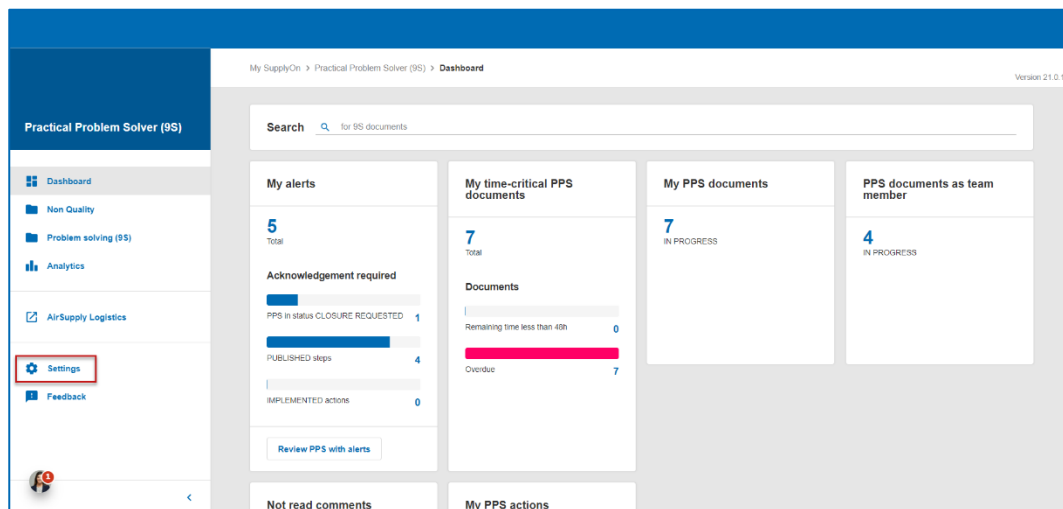 My SupplyOn > Practical Problem Solver (9S) > Dashboard
Version 21.0.1
Practical Problem Solver (9S)
Dashboard
Non Quality
Problem solving (9S)
Analytics
AirSupply Logistics
Settings
Feedback
1
Search for 9S documents
My alerts
5
Total
Acknowledgement required
PPS in status CLOSURE REQUESTED 1
PUBLISHED steps 4
IMPLEMENTED actions 0
Review PPS with alerts
My time-critical PPS
documents
7
Total
Documents
Remaining time less than 48h 0
Overdue 7
My PPS documents
7
IN PROGRESS
PPS documents as team
member
4
IN PROGRESS
Not read comments
My PPS actions